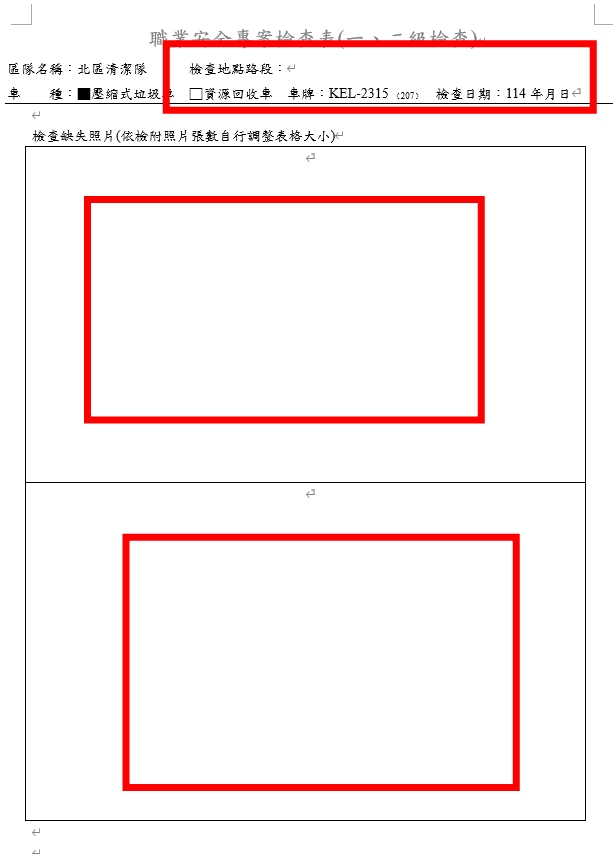 職業安全專案檢查表(一、二級檢查)
區隊名稱：北區清潔隊 檢查地點路段：
車 種：■壓縮式垃圾車 □資源回收車 車牌：KEL-2315 (207) 檢查日期：114 年月日
檢查缺失照片(依檢附照片張數自行調整表格大小)